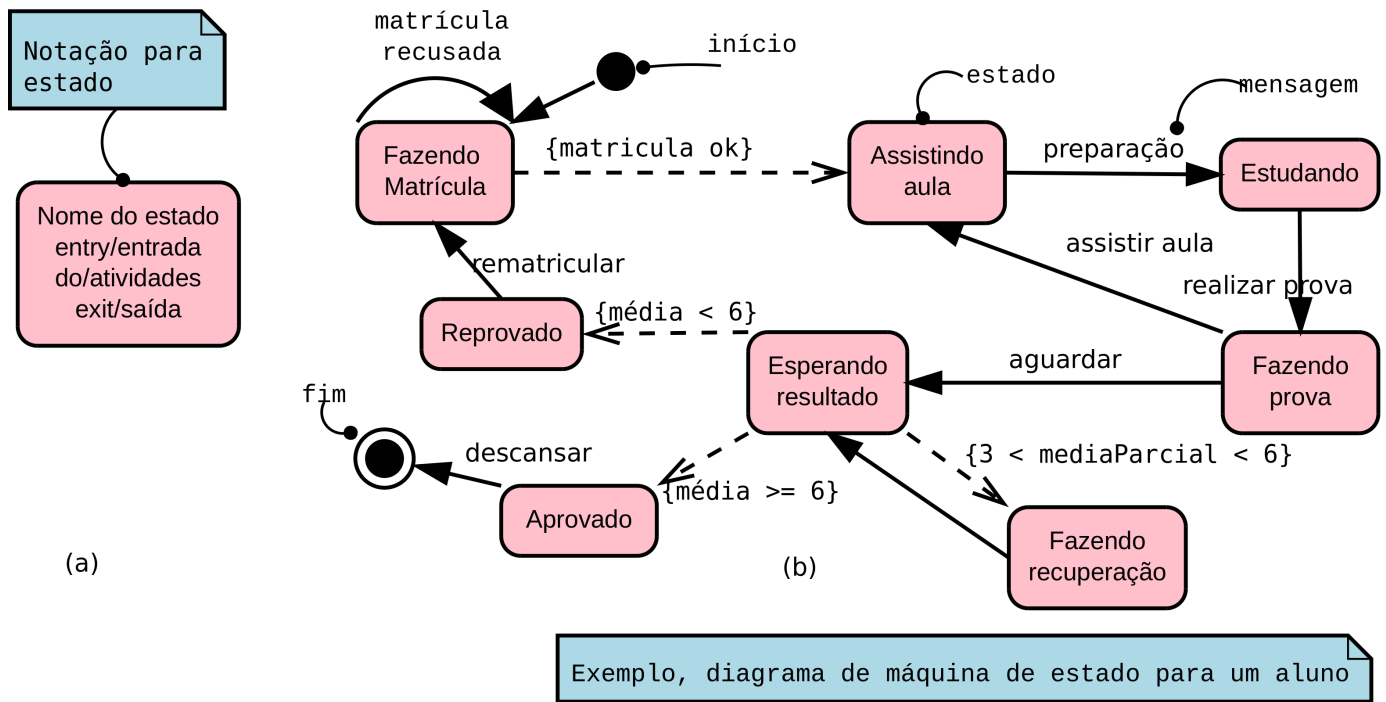 Notação para
estado
Nome do estado
entry/entrada
do/atividades
exit/saída
(a)
matrícula
recusada
início
estado
mensagem
Fazendo
Matrícula
{matricula ok}
Assistindo
aula
preparação
Estudando
assistir aula
realizar prova
rematricular
Reprovado
{média < 6}
Esperando
resultado
aguardar
Fazendo
prova
fim
descansar
Aprovado
{média >= 6}
{3 < mediaParcial < 6}
Fazendo
recuperação
(b)
Exemplo, diagrama de máquina de estado para um aluno